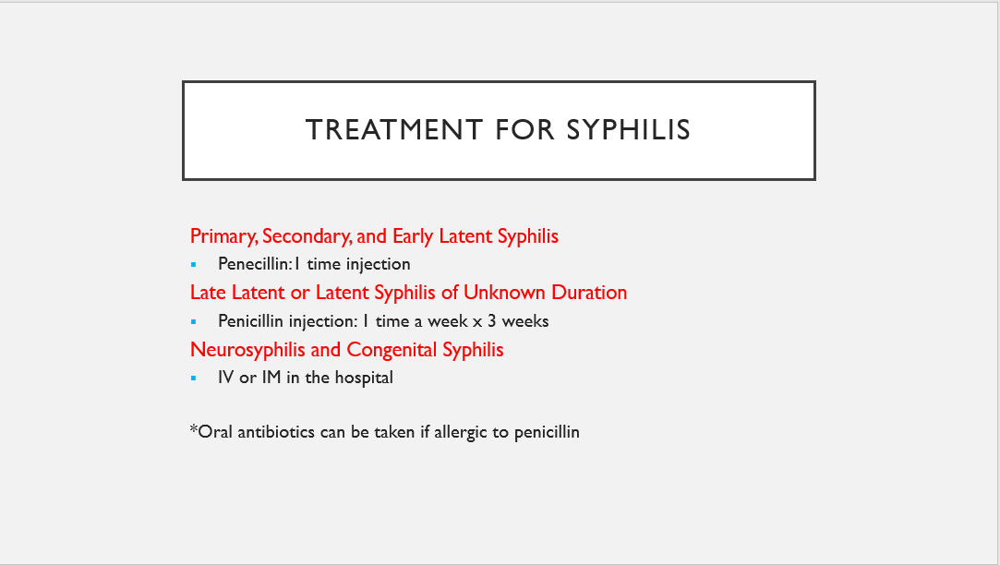 TREATMENT FOR SYPHILIS
Primary, Secondary, and Early Latent Syphilis
▪ Penecillin:1 time injection
Late Latent or Latent Syphilis of Unknown Duration
▪ Penicillin injection: 1 time a week x 3 weeks
Neurosyphilis and Congenital Syphilis
▪ IV or IM in the hospital
*Oral antibiotics can be taken if allergic to penicillin